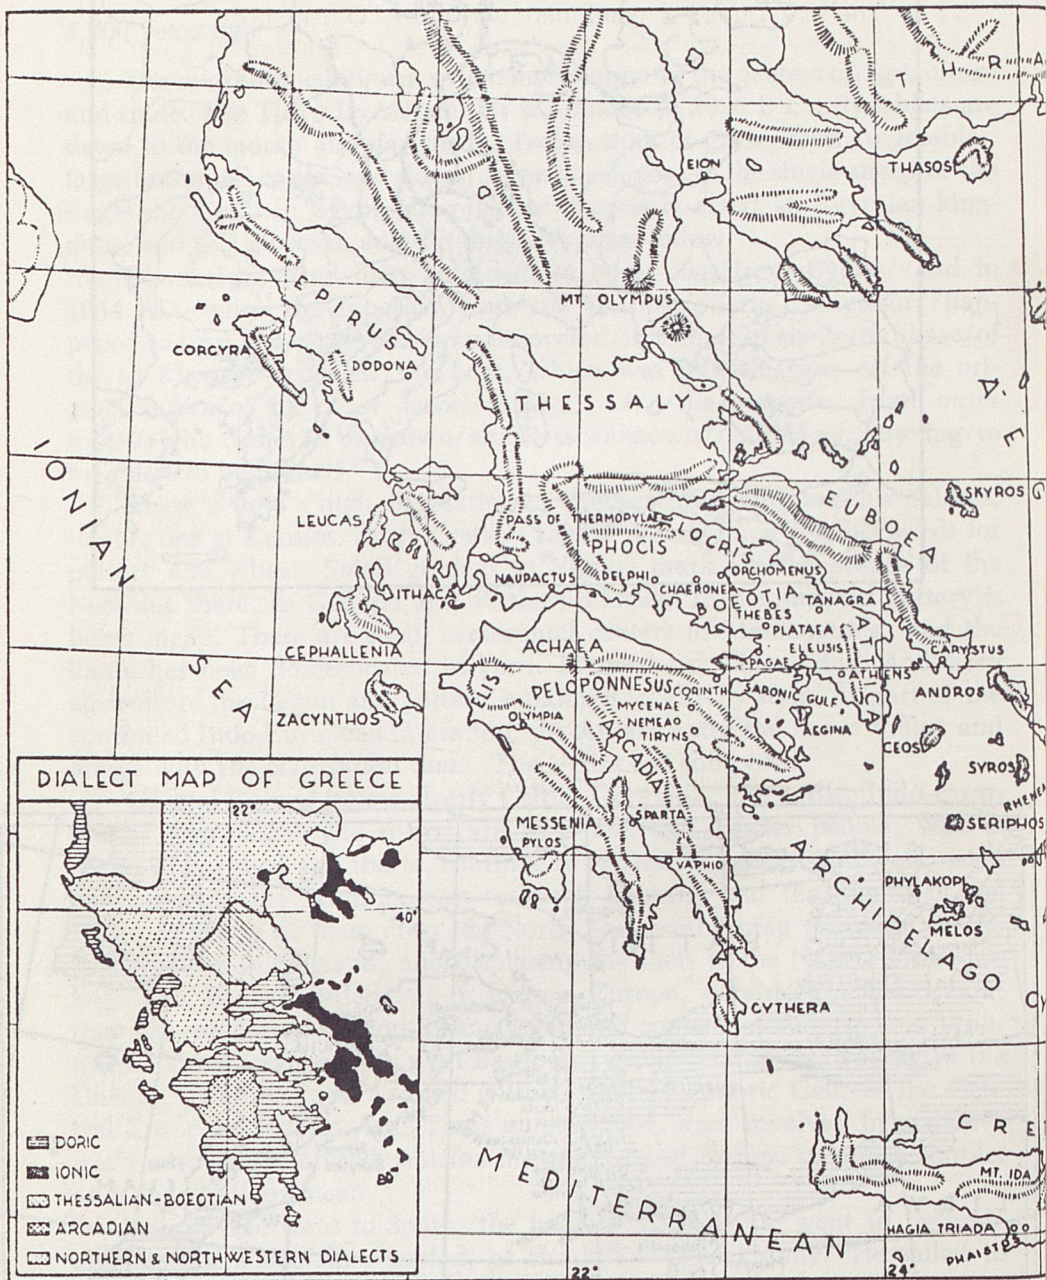 HRA
EION
THASOS
EPIRUS
MT. OLYMPUS
CORCYRA
DODONA
THESSALY
AE
IONIAN
SEA
SKYROS
LEUCAS
EUBOEA
PASS OF THERMOPYLAE
LOCRIS
PHOCIS
ORCHOMENUS
NAUPACTUS
DELPHI
CHAERONEA
BOEOTIA
TANAGRA
ITHACA
THEBES
PLATAEA
ATTICA
CEPHALLENIA
ACHAEA
ELEUSIS
CARYSTUS
PAGAE
ATHENS
ELIS
PELOPONNESUS
CORINTH
SARONIC
GULF
ANDROS
ZACYNTHOS
OLYMPIA
MYCENAE
NEMEA
TIRYNS
AEGINA
CEOS
ARCADIA
SYROS
RHENEA
MESSENIA
PYLOS
SPARTA
SERIPHOS
VAPHIO
ARCHIPELAGO
PHYLAKOPI
MELOS
CY
CYTHERA
DIALECT MAP OF GREECE
22°
40°
DORIC
IONIC
THESSALIAN-BOEOTIAN
ARCADIAN
NORTHERN & NORTHWESTERN DIALECTS
MEDITERRANEAN
CRE
MT. IDA
HAGIA TRIADA
PHAISTES
22°
24°